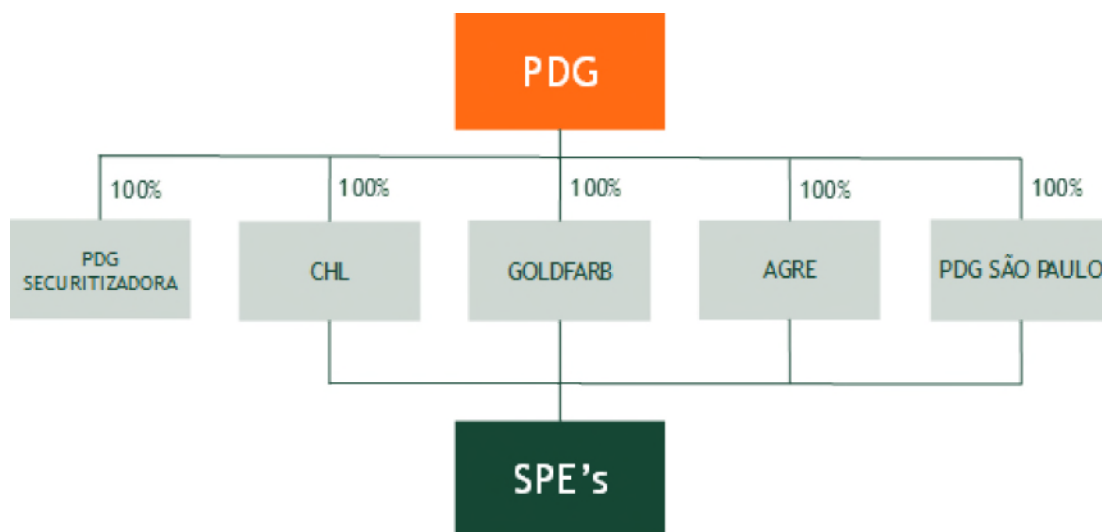 PDG
100%
100%
100%
100%
100%
PDG
SECURITIZADORA
CHL
GOLDFARB
AGRE
PDG SÃO PAULO
SPE's